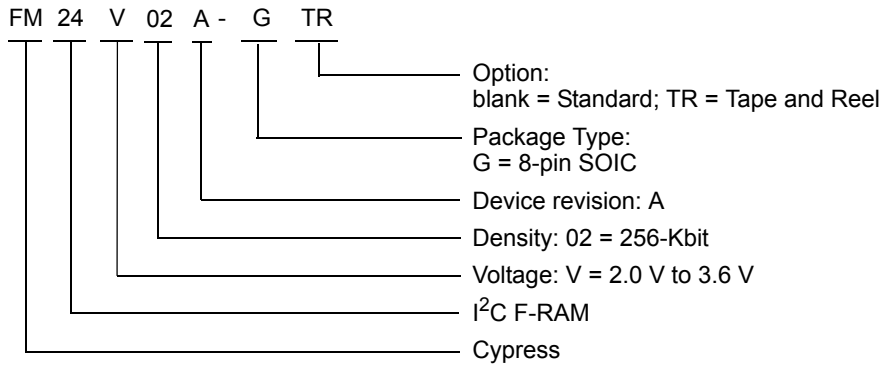 FM 24 V 02 A - G TR
Option:
blank = Standard; TR = Tape and Reel
Package Type:
G = 8-pin SOIC
Device revision: A
Density: 02 = 256-Kbit
Voltage: V = 2.0 V to 3.6 V
I²C F-RAM
Cypress